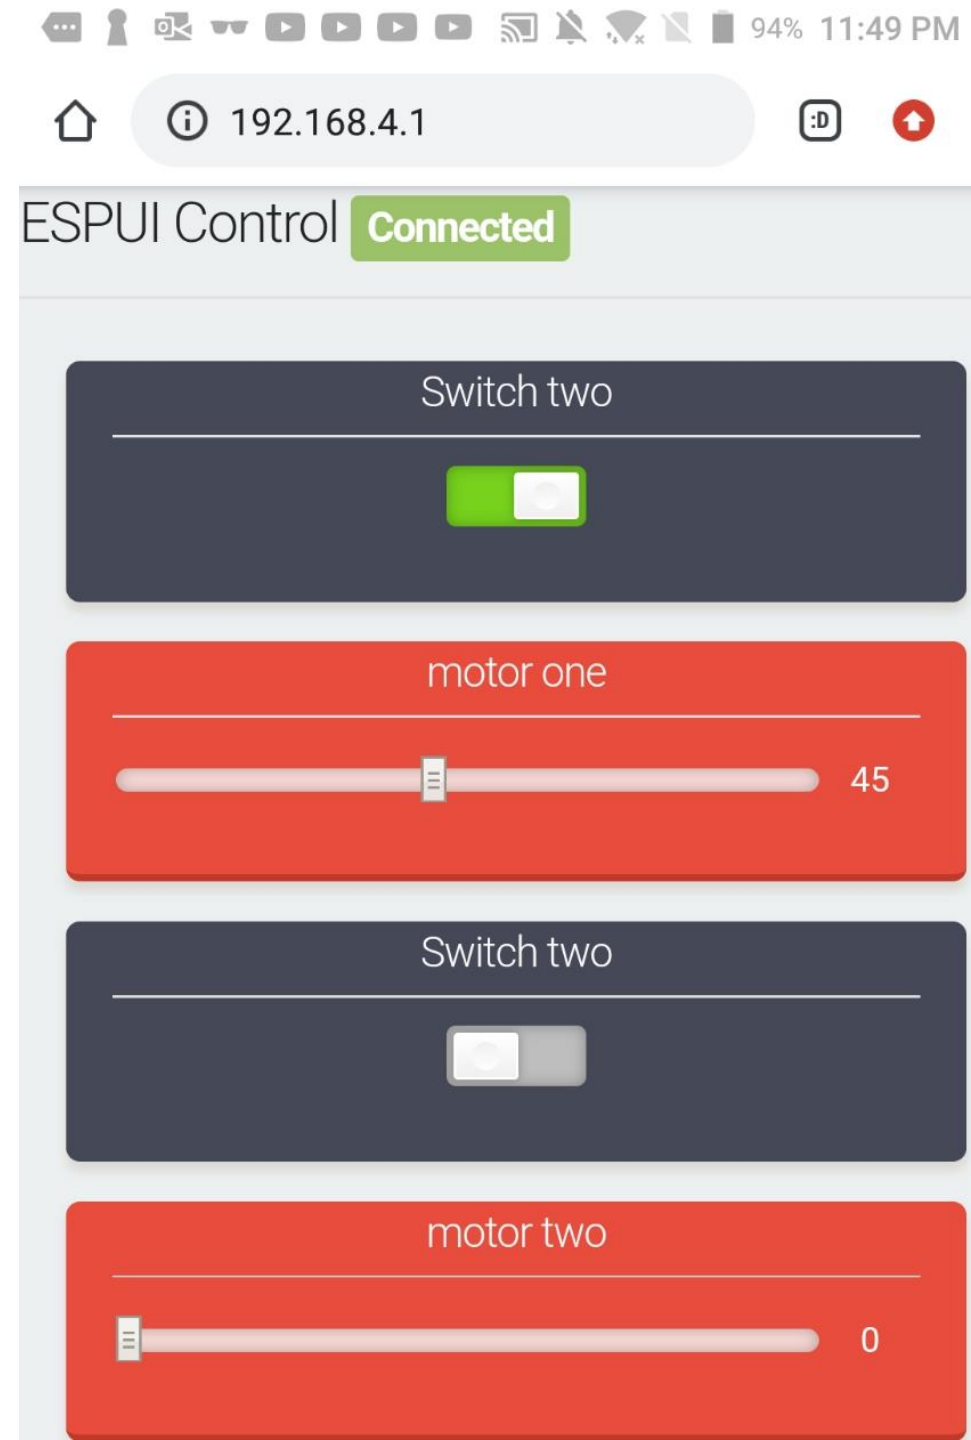 94% 11:49 PM
192.168.4.1 :D
ESPUI Control Connected
Switch two
motor one
45
Switch two
motor two
0